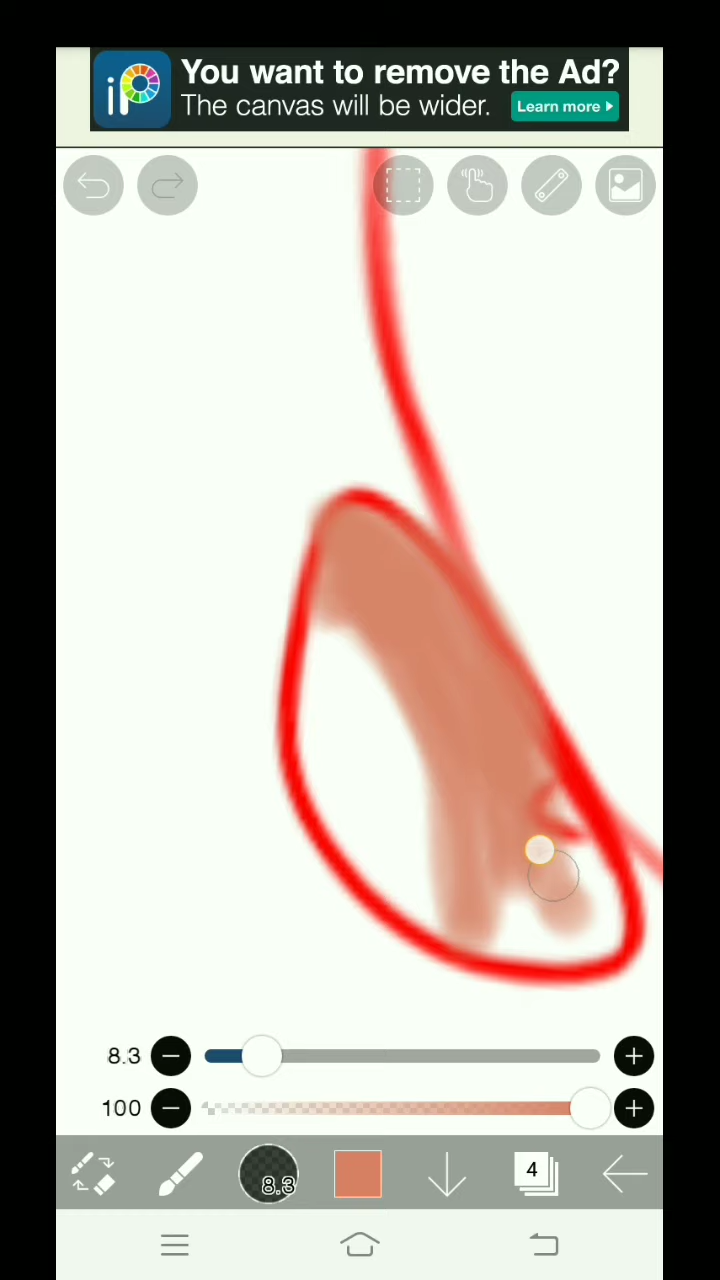 iP
You want to remove the Ad?
The canvas will be wider.
Learn more
8.3
100
8.3
4